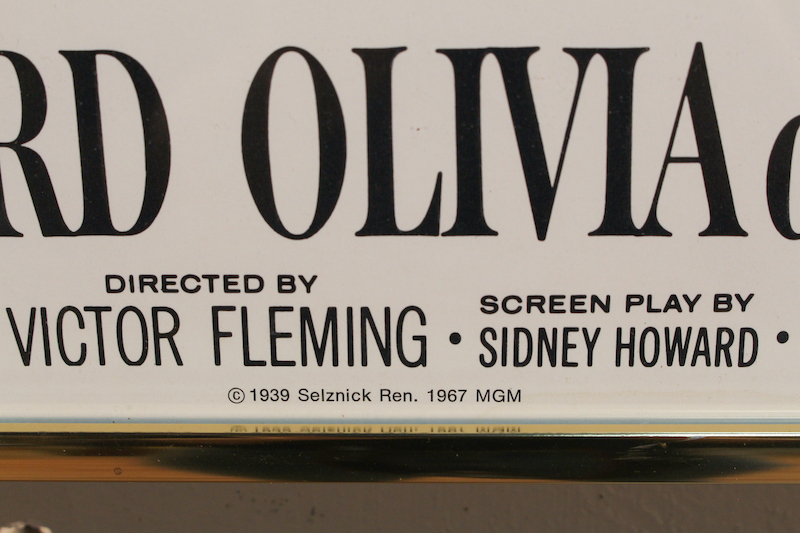 RD OLIVIA d
DIRECTED BY
VICTOR FLEMING •
SCREEN PLAY BY
SIDNEY HOWARD •
© 1939 Selznick Ren. 1967 MGM